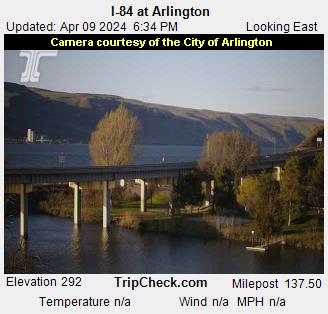 I-84 at Arlington
Updated: Apr 09 2024 6:34 PM Looking East
Camera courtesy of the City of Arlington
Elevation 292 TripCheck.com Milepost 137.50
Temperature n/a Wind n/a MPH n/a